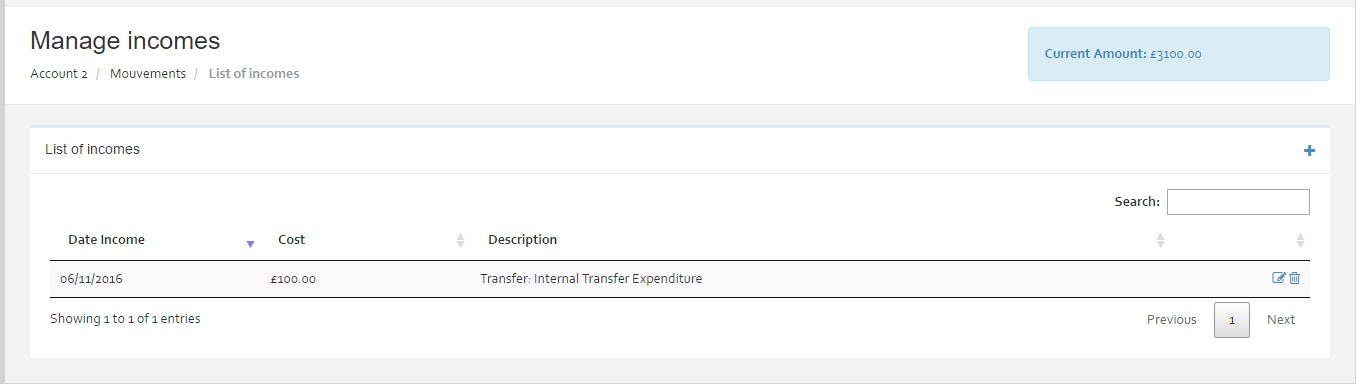 Manage incomes
Current Amount: £3100.00
Account 2 / Mouvements / List of incomes
List of incomes
Search:
Date Income Cost Description
06/11/2016 £100.00 Transfer: Internal Transfer Expenditure
Showing 1 to 1 of 1 entries
Previous 1 Next